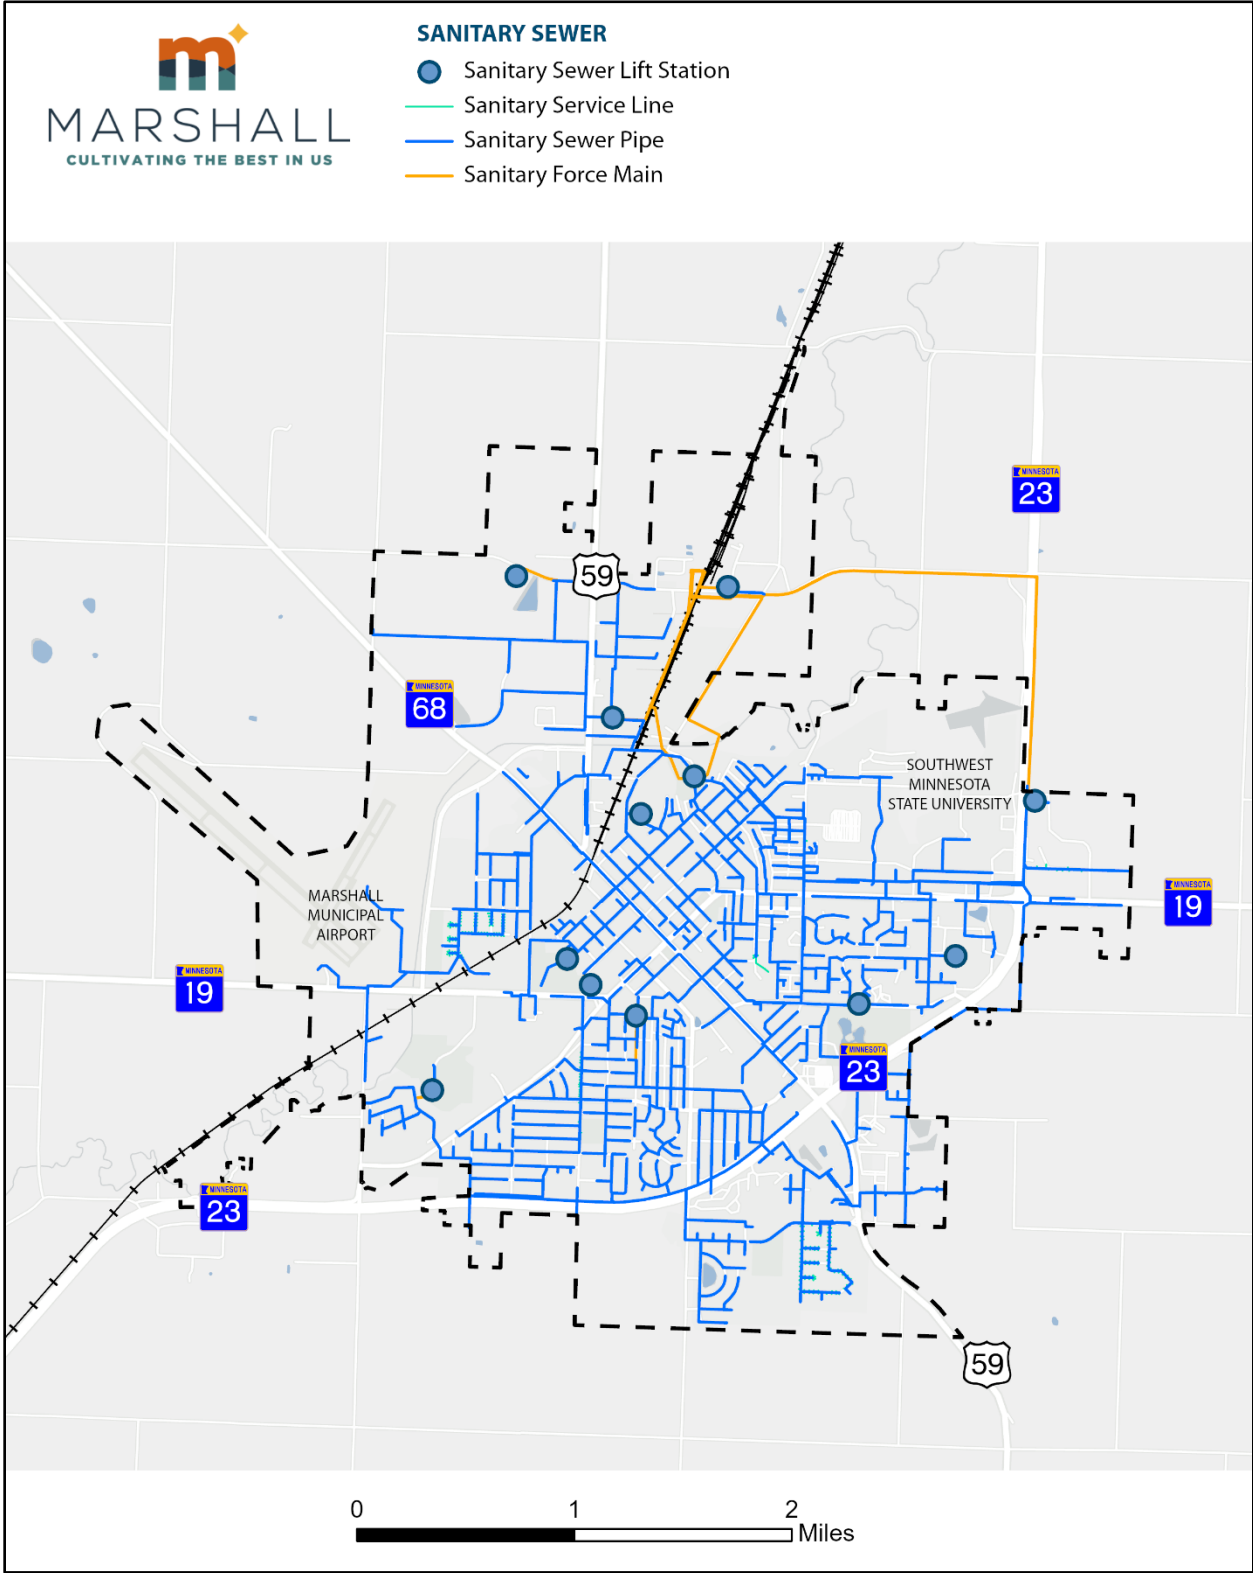 MARSHALL
CULTIVATING THE BEST IN US
SANITARY SEWER
Sanitary Sewer Lift Station
Sanitary Service Line
Sanitary Sewer Pipe
Sanitary Force Main
MINNESOTA
23
59
MINNESOTA
68
SOUTHWEST
MINNESOTA
STATE UNIVERSITY
MARSHALL
MUNICIPAL
AIRPORT
MINNESOTA
19
MINNESOTA
19
MINNESOTA
23
MINNESOTA
23
59
0 1 2
Miles